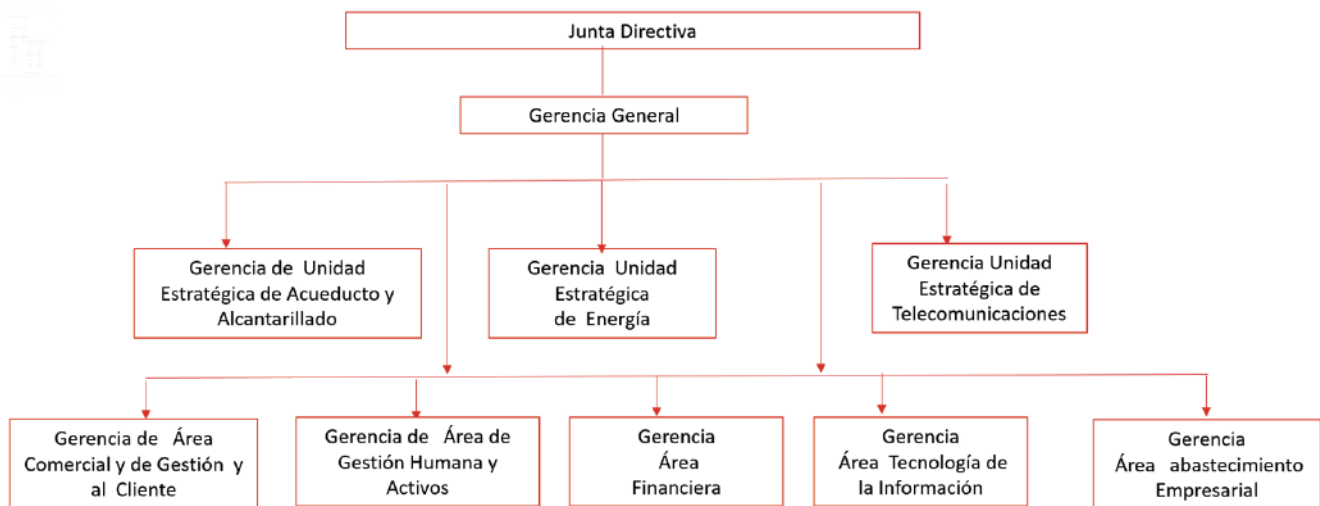 Junta Directiva
Gerencia General
Gerencia de Unidad
Estratégica de Acueducto y
Alcantarillado
Gerencia Unidad
Estratégica
de Energía
Gerencia Unidad
Estratégica de
Telecomunicaciones
Gerencia de Área
Comercial y de Gestión y
al Cliente
Gerencia de Área de
Gestión Humana y
Activos
Gerencia
Área
Financiera
Gerencia
Área Tecnología de
la Información
Gerencia
Área abastecimiento
Empresarial